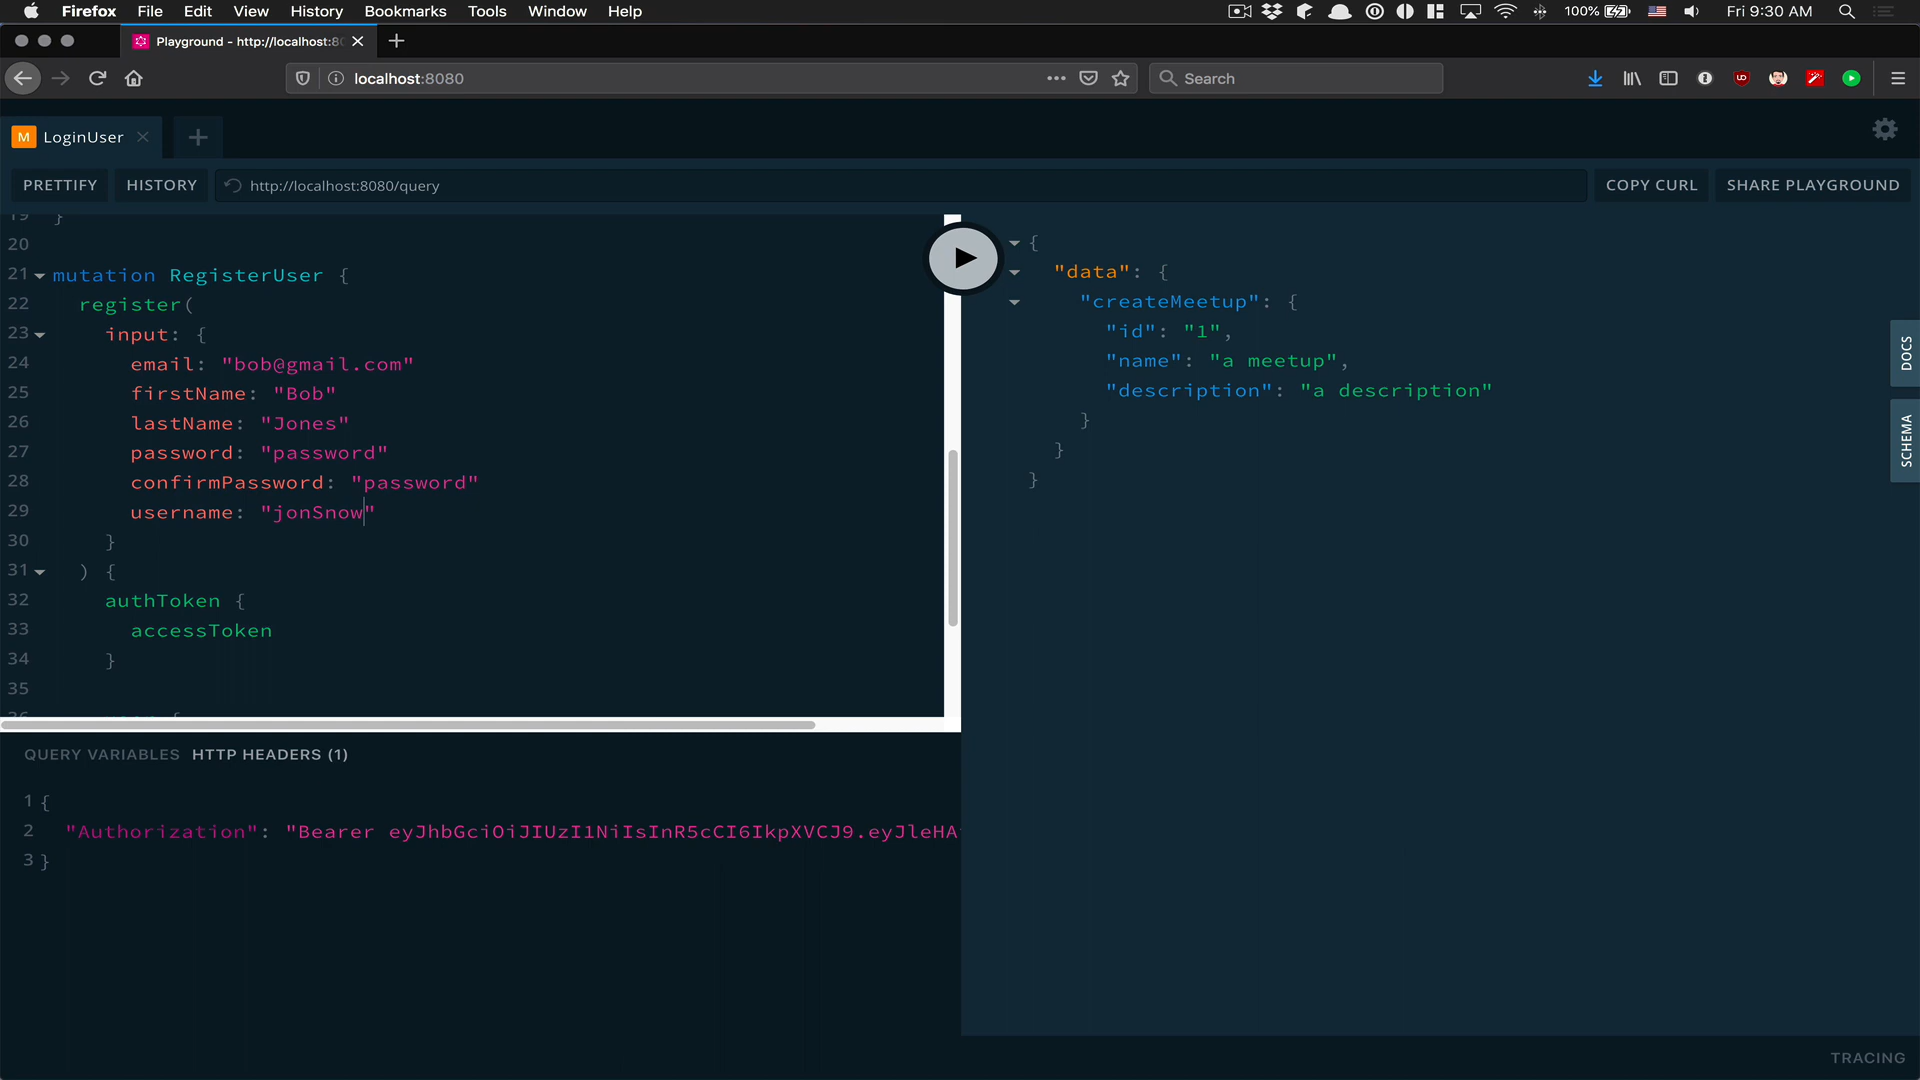 Firefox File Edit View History Bookmarks Tools Window Help 100% Fri 9:30 AM
Playground - http://localhost:80
localhost:8080 Search
M LoginUser
PRETTIFY HISTORY http://localhost:8080/query COPY CURL SHARE PLAYGROUND
19 }
20
21 mutation RegisterUser {
22 register(
23 input: {
24 email: "bob@gmail.com"
25 firstName: "Bob"
26 lastName: "Jones"
27 password: "password"
28 confirmPassword: "password"
29 username: "jonSnow"
30 }
31 ) {
32 authToken {
33 accessToken
34 }
35
{
"data": {
"createMeetup": {
"id": "1",
"name": "a meetup",
"description": "a description"
}
}
}
DOCS
SCHEMA
QUERY VARIABLES HTTP HEADERS (1)
1 {
2 "Authorization": "Bearer eyJhbGciOiJIUzI1NiIsInR5cCI6IkpXVCJ9.eyJleHA
3 }
TRACING